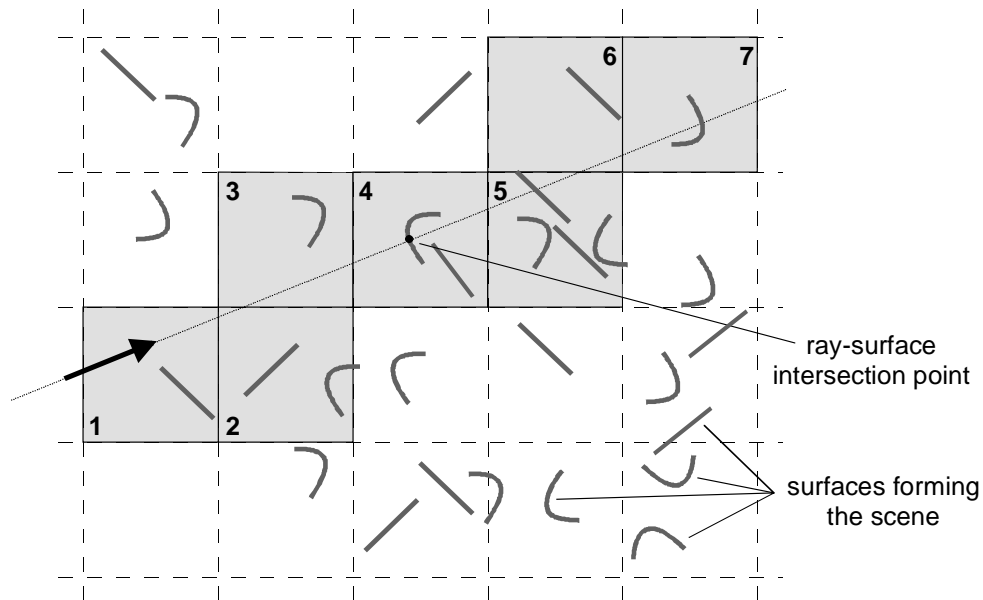 6
7
3
4
5
ray-surface
intersection point
1
2
surfaces forming
the scene